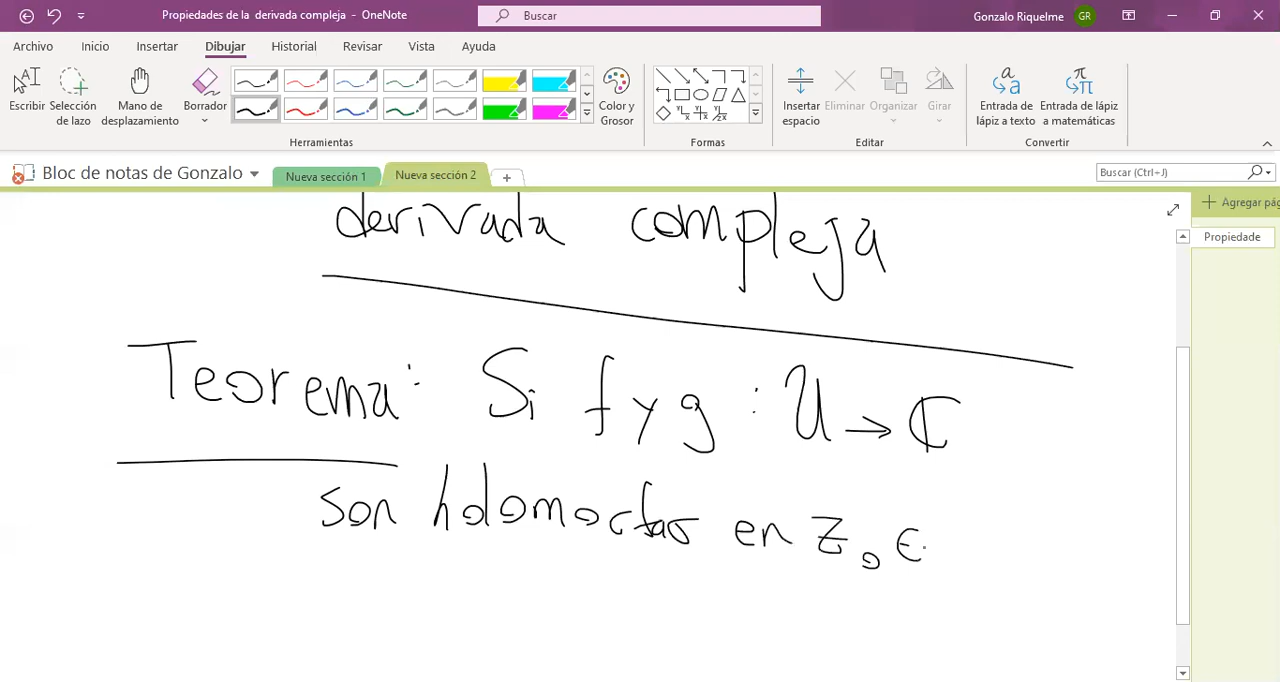 Propiedades de la derivada compleja - OneNote
Buscar
Gonzalo Riquelme
GR
Archivo Inicio Insertar Dibujar Historial Revisar Vista Ayuda
Escribir
Selección de lazo
Mano de desplazamiento
Borrador
Color y Grosor
Insertar espacio
Eliminar
Organizar
Girar
Entrada de lápiz a texto
Entrada de lápiz a matemáticas
Herramientas
Formas
Editar
Convertir
Bloc de notas de Gonzalo
Nueva sección 1
Nueva sección 2
Buscar (Ctrl+J)
Agregar pág
Propiedade
derivada compleja
Teorema: Si f y g : U → ℂ
son holomorfas en z₀ ∈